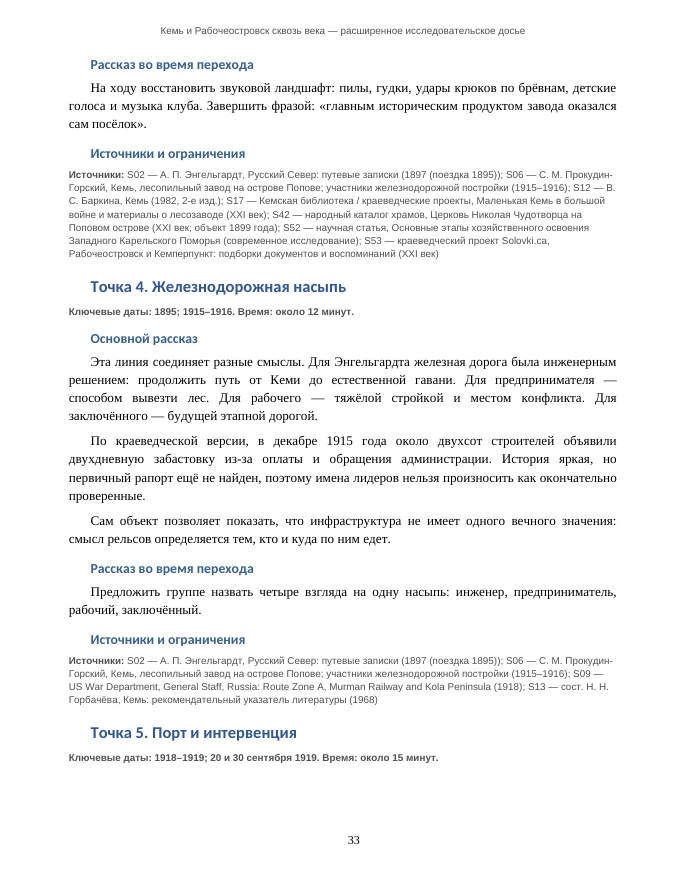 Кемь и Рабочеостровск сквозь века — расширенное исследовательское досье
Рассказ во время перехода
На ходу восстановить звуковой ландшафт: пилы, гудки, удары крюков по брёвнам, детские
голоса и музыка клуба. Завершить фразой: «главным историческим продуктом завода оказался
сам посёлок».
Источники и ограничения
Источники: S02 — А. П. Энгельгардт, Русский Север: путевые записки (1897 (поездка 1895)); S06 — С. М. Прокудин-
Горский, Кемь, лесопильный завод на острове Попове; участники железнодорожной постройки (1915–1916); S12 — В.
С. Баркина, Кемь (1982, 2-е изд.); S17 — Кемская библиотека / краеведческие проекты, Маленькая Кемь в большой
войне и материалы о лесозаводе (XXI век); S42 — народный каталог храмов, Церковь Николая Чудотворца на
Поповом острове (XXI век; объект 1899 года); S52 — научная статья, Основные этапы хозяйственного освоения
Западного Карельского Поморья (современное исследование); S53 — краеведческий проект Solovki.ca,
Рабочеостровск и Кемперпункт: подборки документов и воспоминаний (XXI век)
Точка 4. Железнодорожная насыпь
Ключевые даты: 1895; 1915–1916. Время: около 12 минут.
Основной рассказ
Эта линия соединяет разные смыслы. Для Энгельгардта железная дорога была инженерным
решением: продолжить путь от Кеми до естественной гавани. Для предпринимателя —
способом вывезти лес. Для рабочего — тяжёлой стройкой и местом конфликта. Для
заключённого — будущей этапной дорогой.
По краеведческой версии, в декабре 1915 года около двухсот строителей объявили
двухдневную забастовку из-за оплаты и обращения администрации. История яркая, но
первичный рапорт ещё не найден, поэтому имена лидеров нельзя произносить как окончательно
проверенные.
Сам объект позволяет показать, что инфраструктура не имеет одного вечного значения:
смысл рельсов определяется тем, кто и куда по ним едет.
Рассказ во время перехода
Предложить группе назвать четыре взгляда на одну насыпь: инженер, предприниматель,
рабочий, заключённый.
Источники и ограничения
Источники: S02 — А. П. Энгельгардт, Русский Север: путевые записки (1897 (поездка 1895)); S06 — С. М. Прокудин-
Горский, Кемь, лесопильный завод на острове Попове; участники железнодорожной постройки (1915–1916); S09 —
US War Department, General Staff, Russia: Route Zone A, Murman Railway and Kola Peninsula (1918); S13 — сост. Н. Н.
Горбачёва, Кемь: рекомендательный указатель литературы (1968)
Точка 5. Порт и интервенция
Ключевые даты: 1918–1919; 20 и 30 сентября 1919. Время: около 15 минут.
33